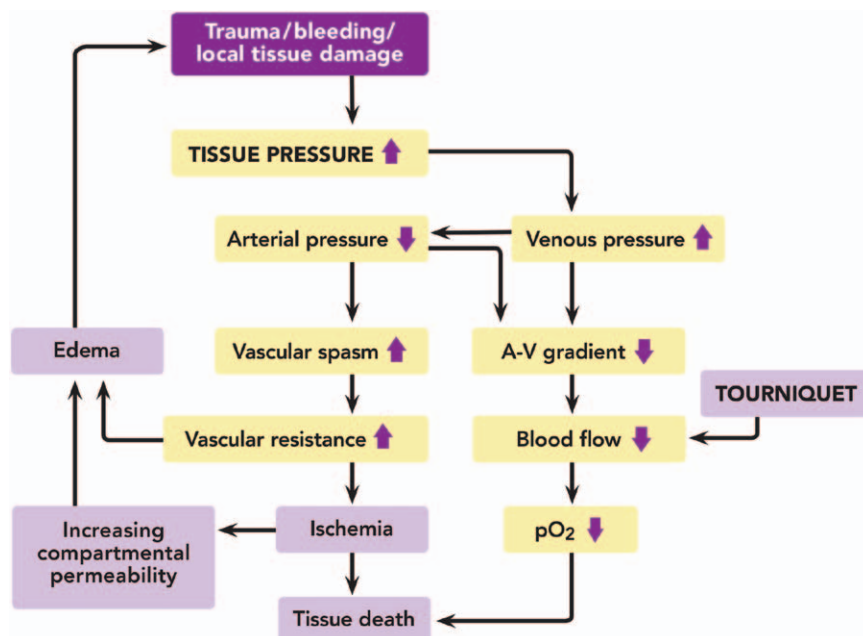 Trauma/bleeding/
local tissue damage
TISSUE PRESSURE
Arterial pressure
Venous pressure
Edema
Vascular spasm
A-V gradient
TOURNIQUET
Vascular resistance
Blood flow
Increasing
compartmental
permeability
Ischemia
pO₂
Tissue death